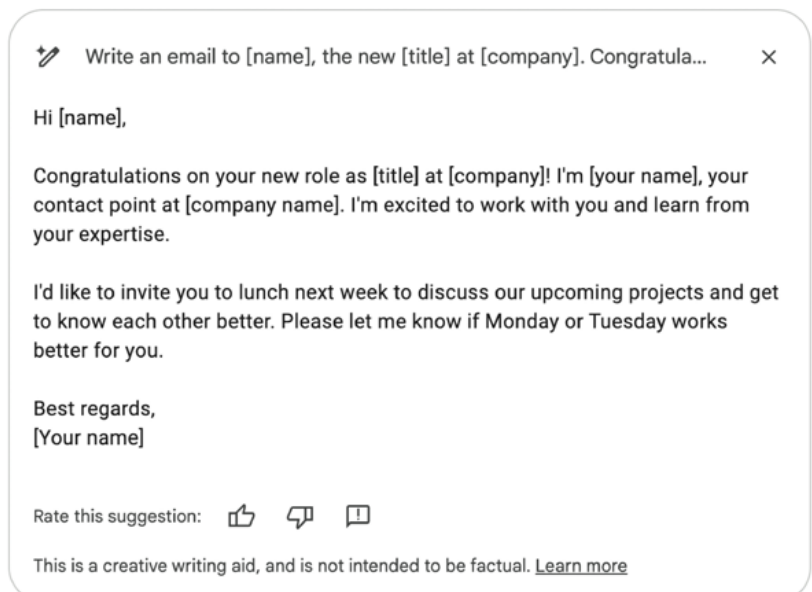 Write an email to [name], the new [title] at [company]. Congratula...
Hi [name],
Congratulations on your new role as [title] at [company]! I'm [your name], your
contact point at [company name]. I'm excited to work with you and learn from
your expertise.
I'd like to invite you to lunch next week to discuss our upcoming projects and get
to know each other better. Please let me know if Monday or Tuesday works
better for you.
Best regards,
[Your name]
Rate this suggestion:
This is a creative writing aid, and is not intended to be factual. Learn more